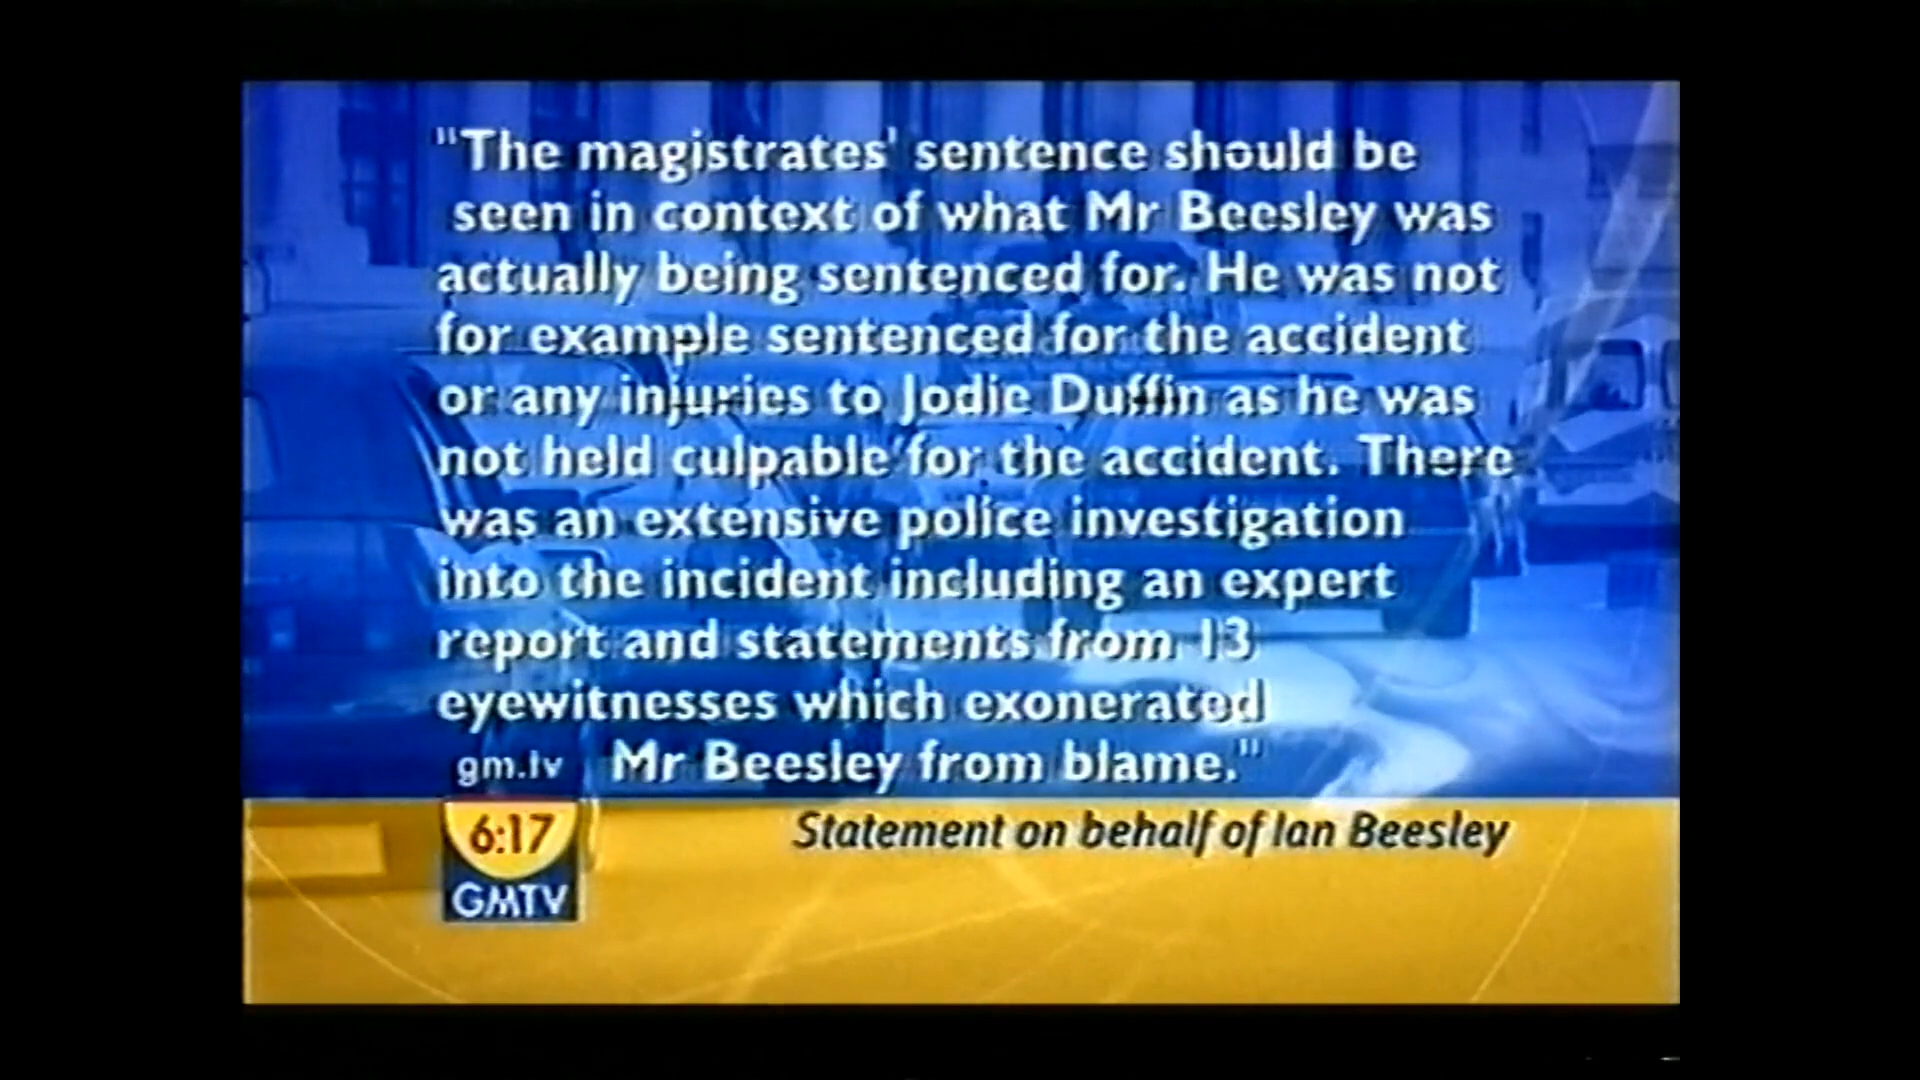 "The magistrates' sentence should be
seen in context of what Mr Beesley was
actually being sentenced for. He was not
for example sentenced for the accident
or any injuries to Jodie Duffin as he was
not held culpable for the accident. There
was an extensive police investigation
into the incident including an expert
report and statements from 13
eyewitnesses which exonerated
gm.tv Mr Beesley from blame."
6:17
GMTV
Statement on behalf of Ian Beesley